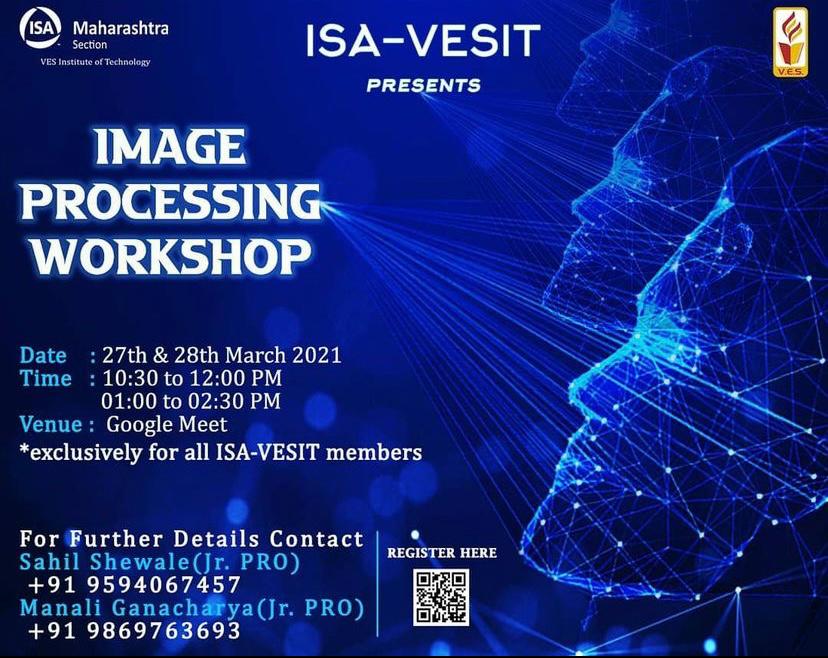 ISA
Maharashtra
Section
VES Institute of Technology
ISA-VESIT
PRESENTS
V.E.S.
IMAGE
PROCESSING
WORKSHOP
Date : 27th & 28th March 2021
Time : 10:30 to 12:00 PM
01:00 to 02:30 PM
Venue : Google Meet
*exclusively for all ISA-VESIT members
For Further Details Contact
Sahil Shewale(Jr. PRO)
+91 9594067457
Manali Ganacharya(Jr. PRO)
+91 9869763693
REGISTER HERE